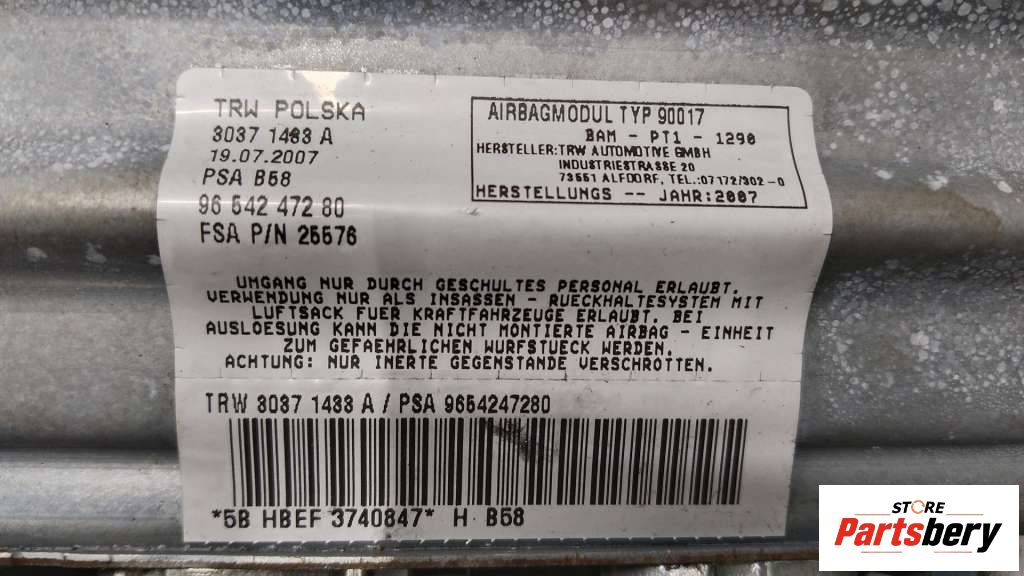 TRW POLSKA
3037 1433 A
19.07.2007
PSA B58
96 542 472 80
FSA P/N 25576
AIRBAGMODUL TYP 90017
BAM - PT1 - 1290
HERSTELLER:TRW AUTOMOTIVE GMBH
INDUSTRIESTRASSE 20
73551 ALFDORF, TEL.:07172/302-0
HERSTELLUNGS -- JAHR:2007
UMGANG NUR DURCH GESCHULTES PERSONAL ERLAUBT.
VERWENDUNG NUR ALS INSASSEN - RUECKHALTESYSTEM MIT
LUFTSACK FUER KRAFTFAHRZEUGE ERLAUBT. BEI
AUSLOESUNG KANN DIE NICHT MONTIERTE AIRBAG - EINHEIT
ZUM GEFAEHRLICHEN WURFSTUECK WERDEN.
ACHTUNG: NUR INERTE GEGENSTANDE VERSCHROTTEN.
TRW 3037 1433 A / PSA 9654247280
*5B HBEF 3740847* H B58
STORE
Partsbery